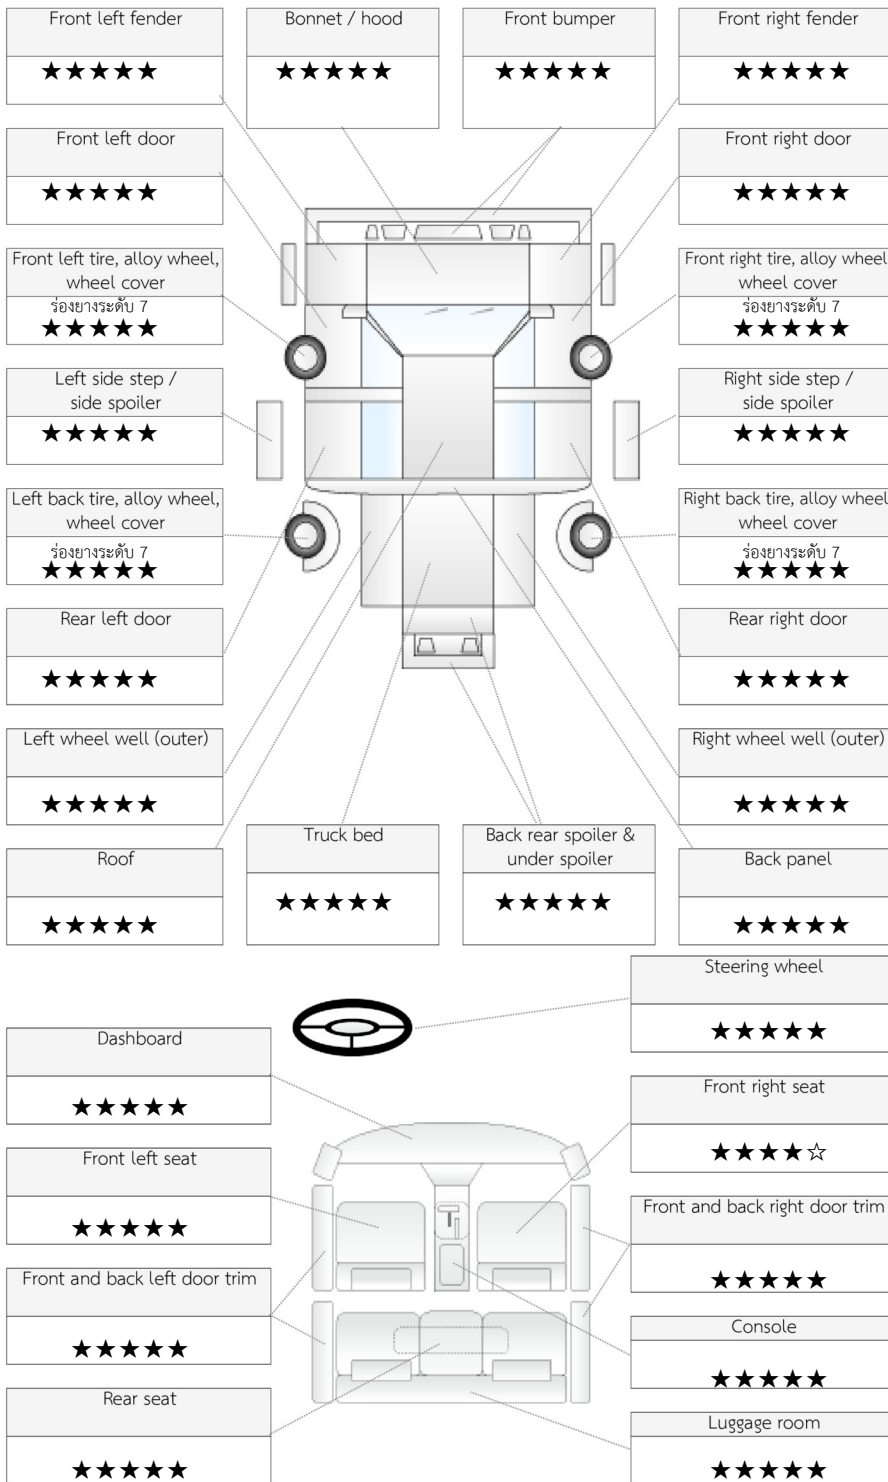 Front left fender
★★★★★
Bonnet / hood
★★★★★
Front bumper
★★★★★
Front right fender
★★★★★
Front left door
★★★★★
Front right door
★★★★★
Front left tire, alloy wheel,
wheel cover
ร่องยางระดับ 7
★★★★★
Front right tire, alloy wheel
wheel cover
ร่องยางระดับ 7
★★★★★
Left side step /
side spoiler
★★★★★
Right side step /
side spoiler
★★★★★
Left back tire, alloy wheel,
wheel cover
ร่องยางระดับ 7
★★★★★
Right back tire, alloy wheel
wheel cover
ร่องยางระดับ 7
★★★★★
Rear left door
★★★★★
Rear right door
★★★★★
Left wheel well (outer)
★★★★★
Right wheel well (outer)
★★★★★
Roof
★★★★★
Truck bed
★★★★★
Back rear spoiler &
under spoiler
★★★★★
Back panel
★★★★★
Steering wheel
★★★★★
Dashboard
★★★★★
Front right seat
★★★★☆
Front left seat
★★★★★
Front and back right door trim
★★★★★
Front and back left door trim
★★★★★
Console
★★★★★
Rear seat
★★★★★
Luggage room
★★★★★